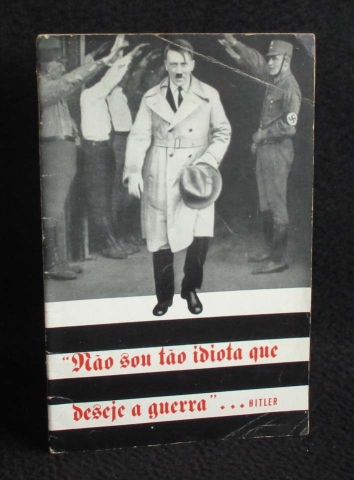 "Não sou tão idiota que
deseje a guerra" ... HITLER